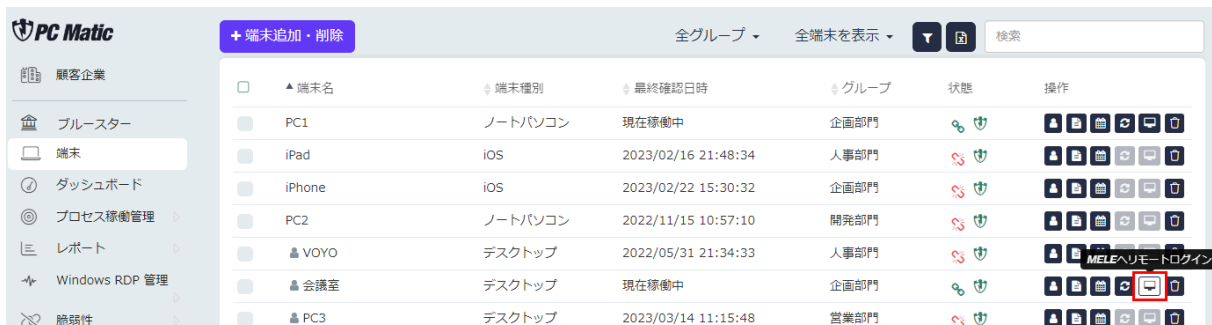 PC Matic
顧客企業
ブルースター
端末
ダッシュボード
プロセス稼働管理
レポート
Windows RDP 管理
脆弱性
+ 端末追加・削除
全グループ
全端末を表示
検索
端末名 端末種別 最終確認日時 グループ 状態 操作
PC1 ノートパソコン 現在稼働中 企画部門
iPad iOS 2023/02/16 21:48:34 人事部門
iPhone iOS 2023/02/22 15:30:32 企画部門
PC2 ノートパソコン 2022/11/15 10:57:10 開発部門
VOYO デスクトップ 2022/05/31 21:34:33 人事部門
MELEへリモートログイン
会議室 デスクトップ 現在稼働中 企画部門
PC3 デスクトップ 2023/03/14 11:15:48 営業部門